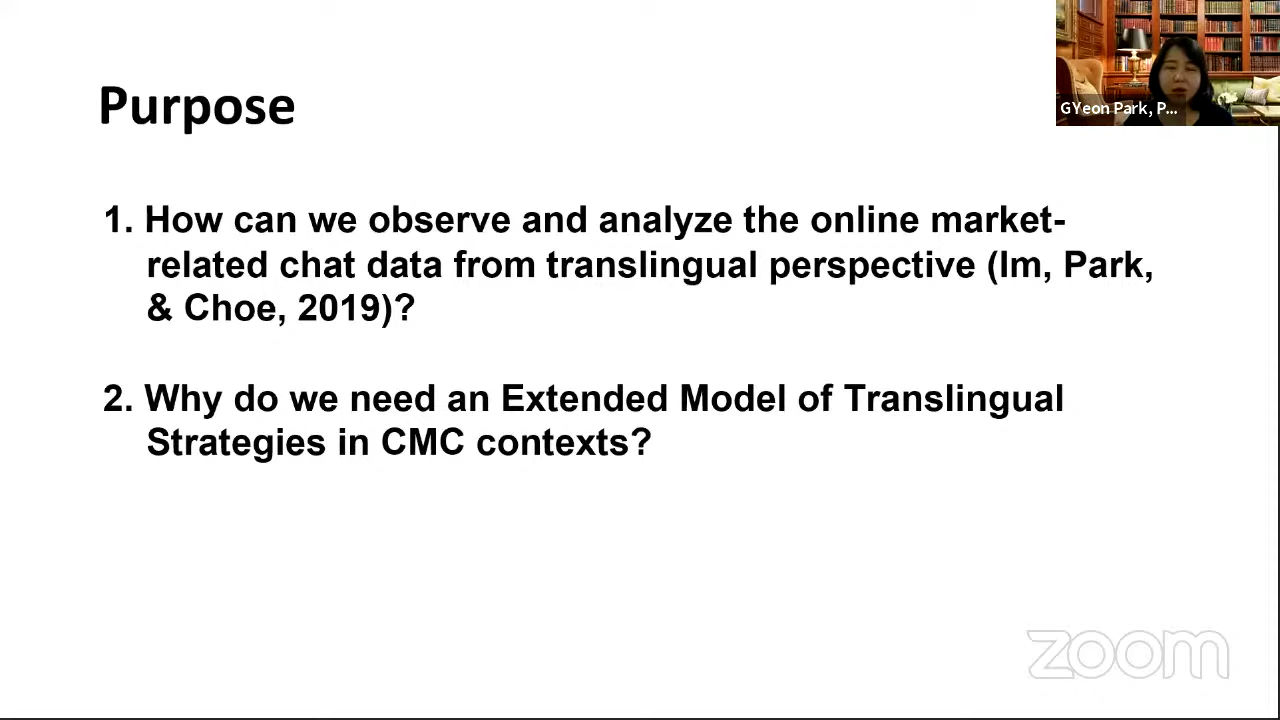 Purpose
GYeon Park, P...
1. How can we observe and analyze the online market-
related chat data from translingual perspective (Im, Park,
& Choe, 2019)?
2. Why do we need an Extended Model of Translingual
Strategies in CMC contexts?
zoom